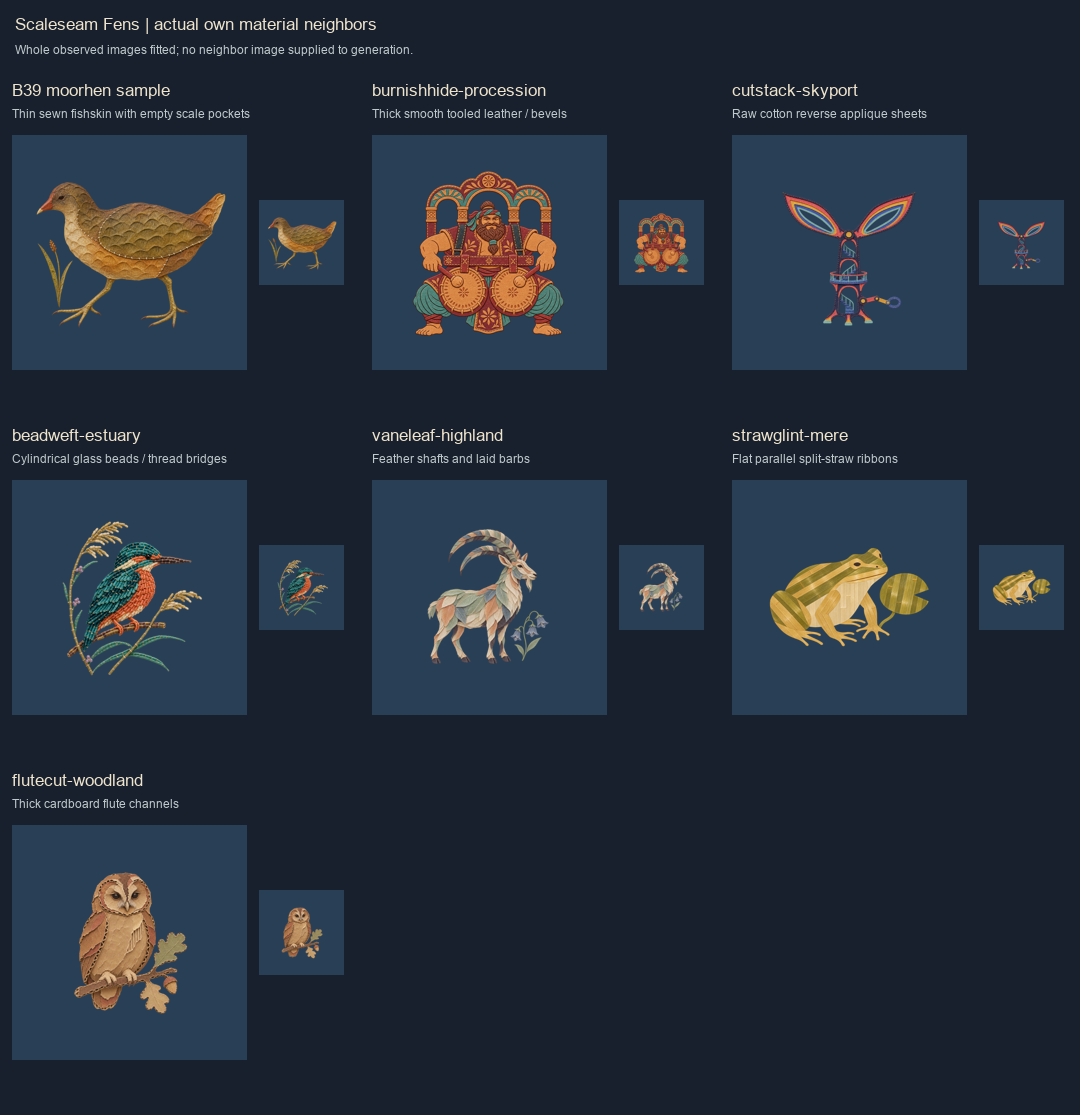 Scaleseam Fens | actual own material neighbors
Whole observed images fitted; no neighbor image supplied to generation.
B39 moorhen sample
Thin sewn fishskin with empty scale pockets
burnishhide-procession
Thick smooth tooled leather / bevels
cutstack-skyport
Raw cotton reverse applique sheets
beadweft-estuary
Cylindrical glass beads / thread bridges
vaneleaf-highland
Feather shafts and laid barbs
strawglint-mere
Flat parallel split-straw ribbons
flutecut-woodland
Thick cardboard flute channels